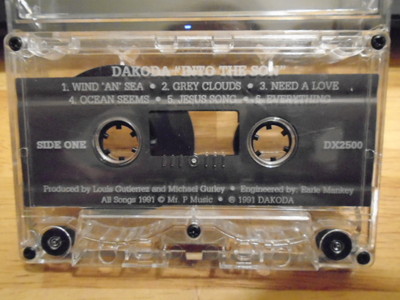 DAKODA "INTO THE SON"
1. WIND 'AN' SEA • 2. GREY CLOUDS • 3. NEED A LOVE
4. OCEAN SEEMS • 5. JESUS SONG • 6. EVERYTHING
SIDE ONE
DX2500
Produced by Louis Gutierrez and Michael Gurley • Engineered by: Earle Mankey
All Songs 1991 © Mr. P Music • ℗ 1991 DAKODA